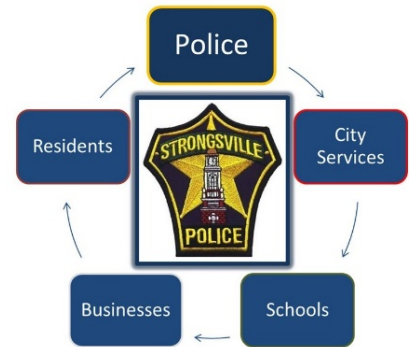 Police
Residents
STRONGSVILLE
POLICE
City
Services
Businesses
Schools